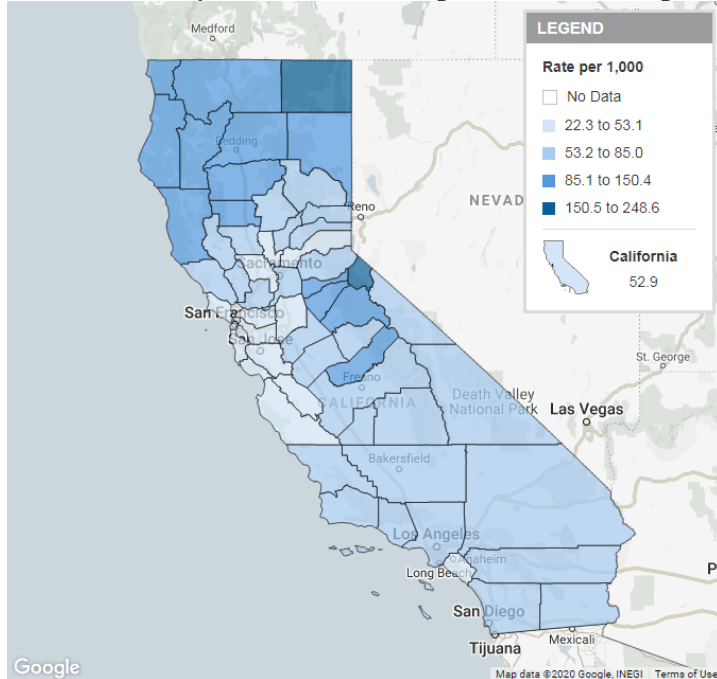 Medford
LEGEND
Rate per 1,000
No Data
22.3 to 53.1
53.2 to 85.0
85.1 to 150.4
150.5 to 248.6
California
52.9
Redding
NEVAD
Reno
Sacramento
San Francisco
San Jose
St. George
Fresno
CALIFORNIA
Death Valley
National Park
Las Vegas
Bakersfield
Los Angeles
Anaheim
Long Beach
P
San Diego
Tijuana
Mexicali
Google
Map data ©2020 Google, INEGI
Terms of Use